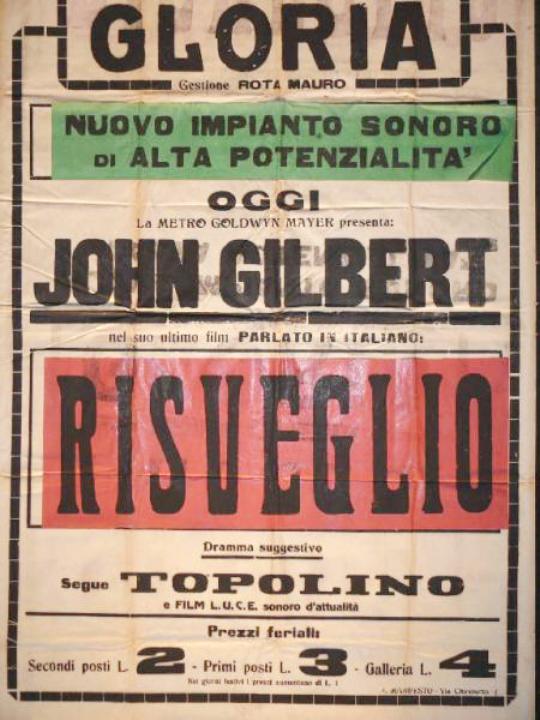 GLORIA
Gestione ROTA MAURO
NUOVO IMPIANTO SONORO
DI ALTA POTENZIALITA'
OGGI
La METRO GOLDWYN MAYER presenta:
JOHN GILBERT
nel suo ultimo film PARLATO IN ITALIANO:
RISVEGLIO
Dramma suggestivo
Segue TOPOLINO
e FILM L.U.C.E. sonoro d'attualità
Prezzi feriali:
Secondi posti L. 2 - Primi posti L. 3 - Galleria L. 4
Nei giorni festivi i prezzi aumentano di L. 1
MANIFESTO - Via